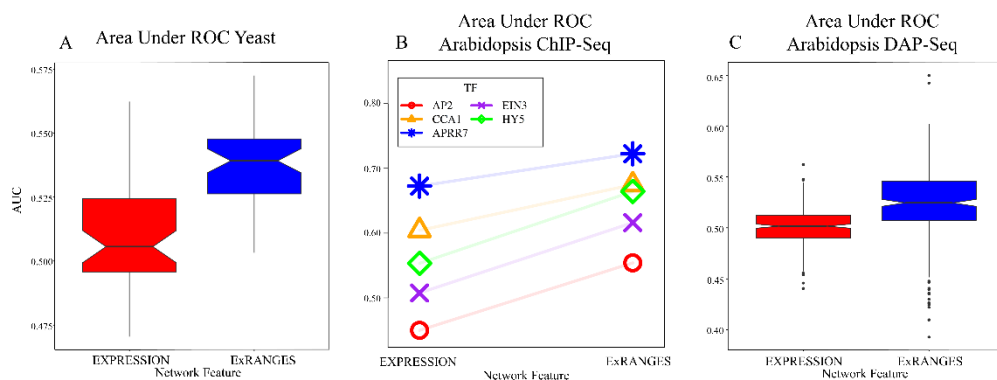 A
Area Under ROC Yeast
AUC
0.575
0.550
0.525
0.500
0.475
EXPRESSION
ExRANGES
Network Feature
B
Area Under ROC
Arabidopsis ChIP-Seq
TF
AP2
EIN3
CCA1
HY5
APRR7
0.80
0.70
0.60
0.50
EXPRESSION
ExRANGES
Network Feature
C
Area Under ROC
Arabidopsis DAP-Seq
0.65
0.60
0.55
0.50
0.45
0.40
EXPRESSION
ExRANGES
Network Feature